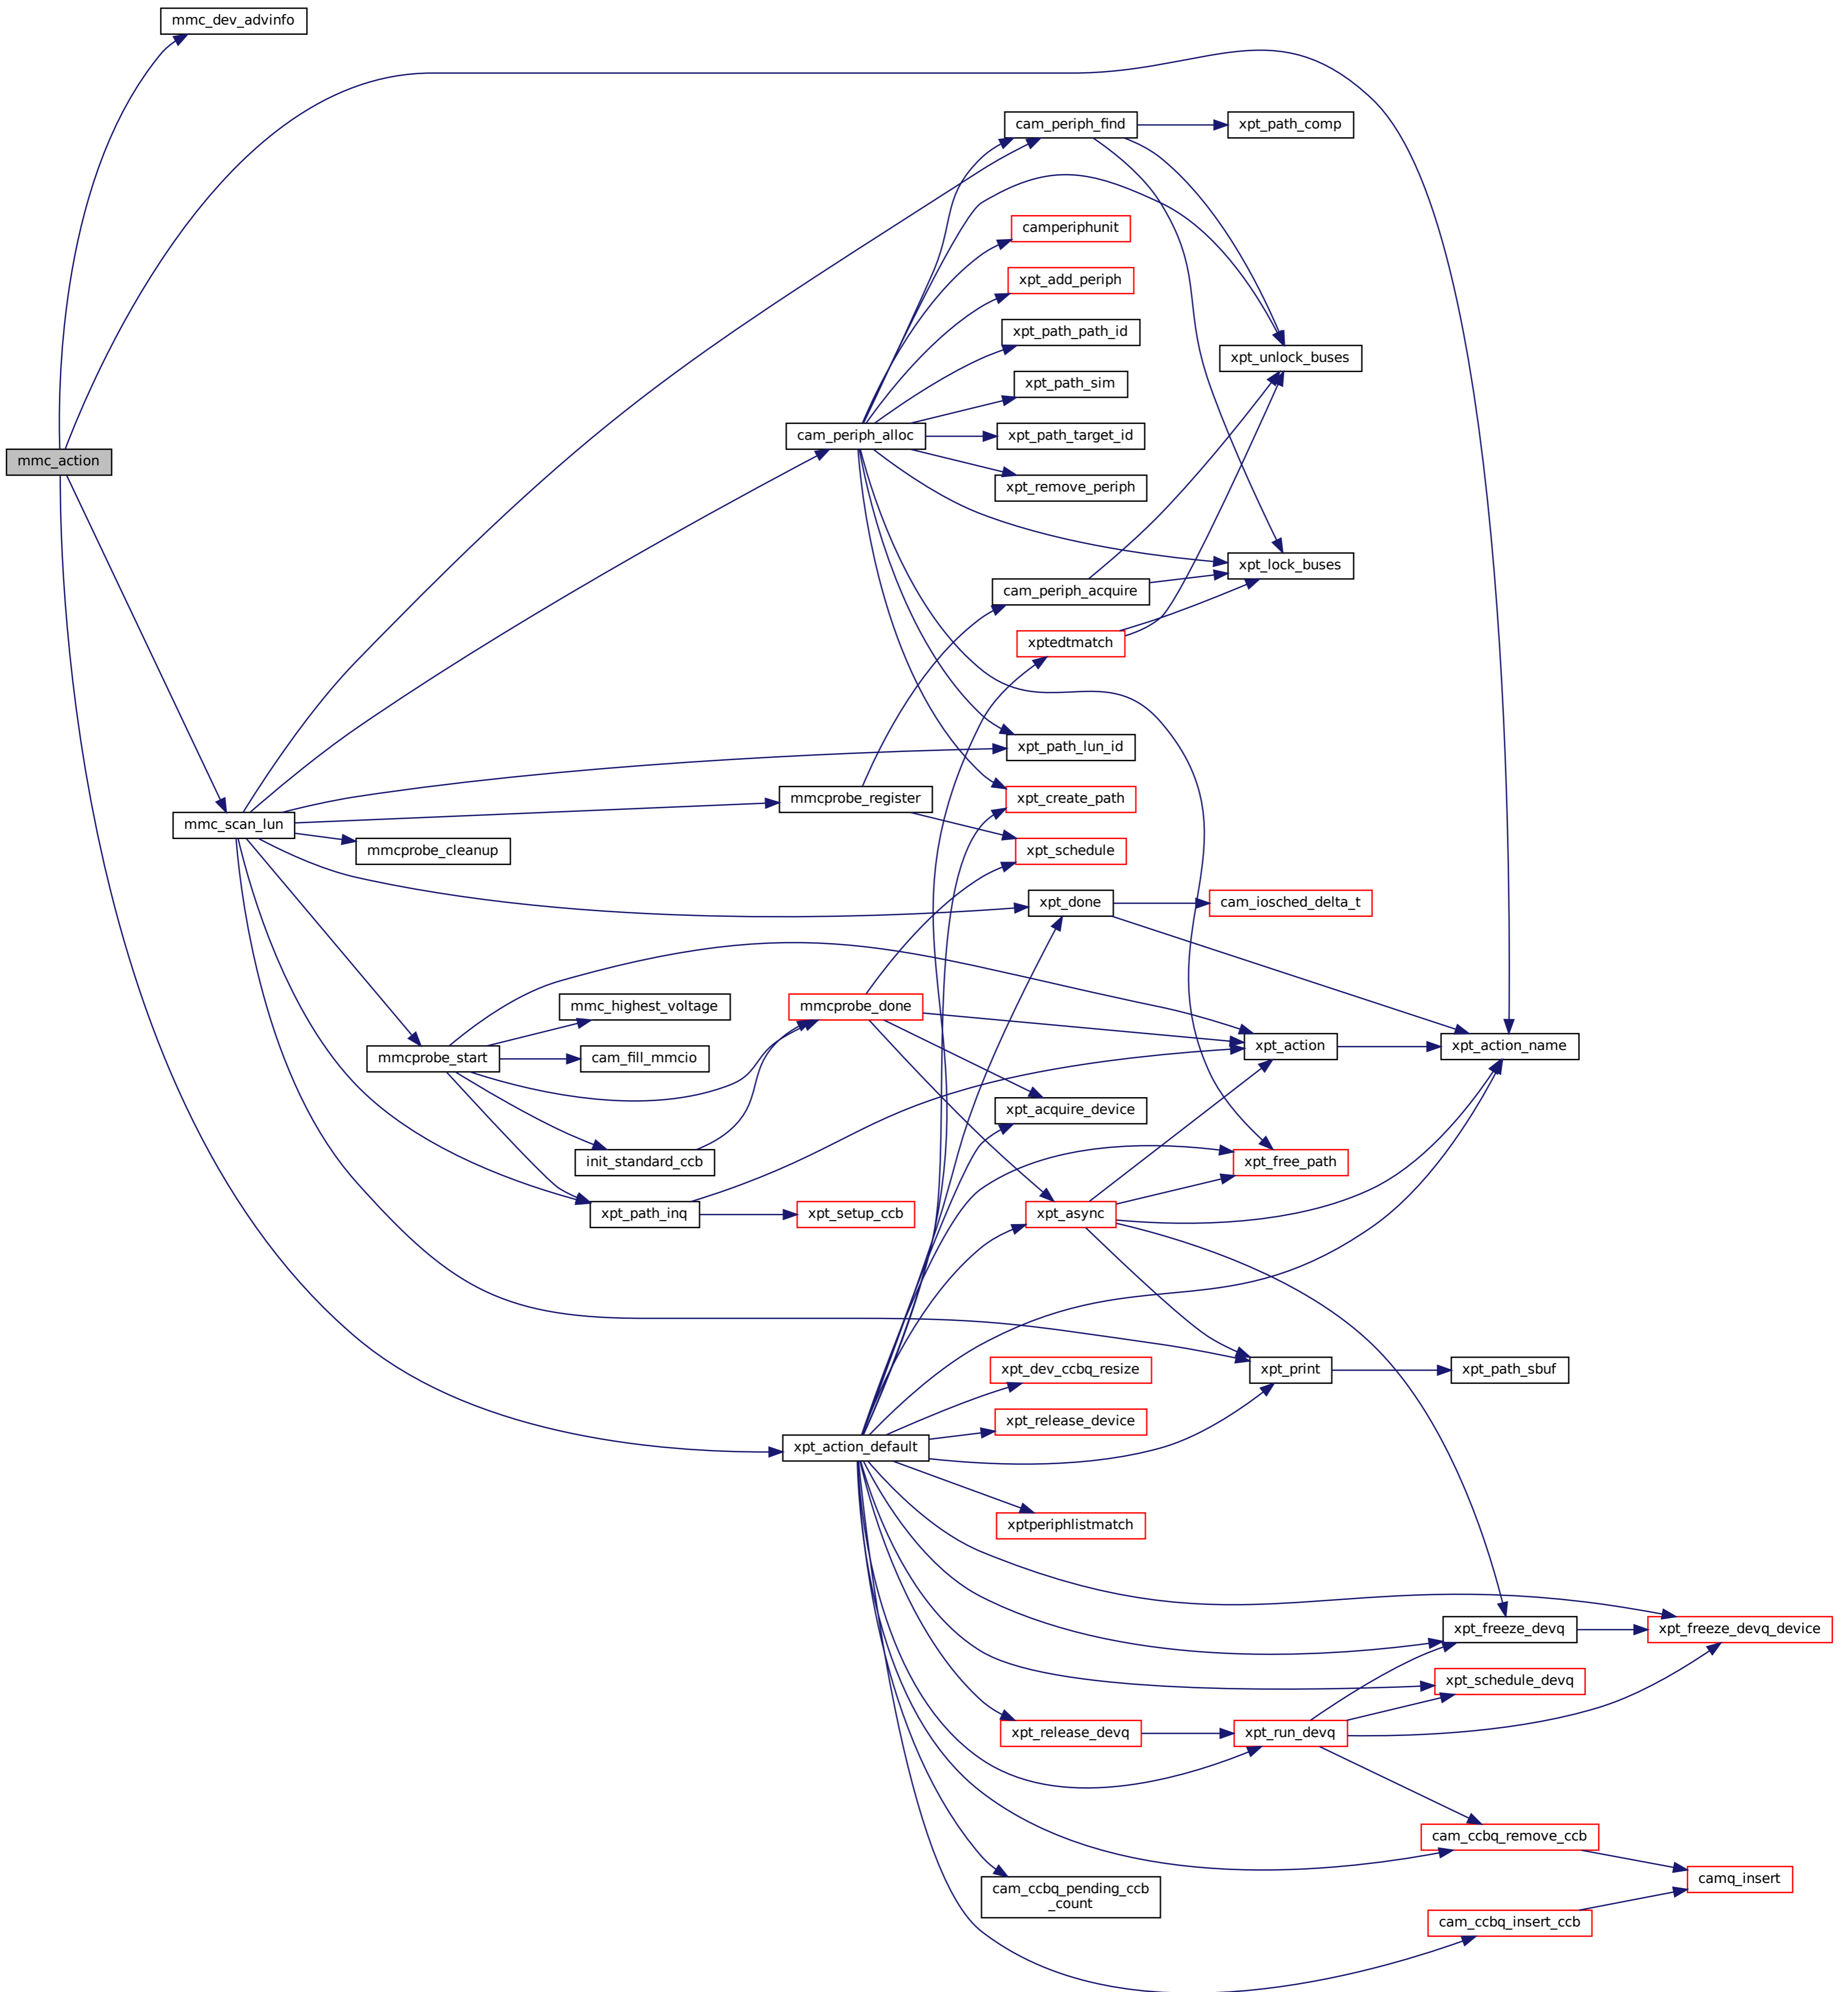 mmc_dev_advinfo
cam_periph_find
xpt_path_comp
camperiphunit
xpt_add_periph
xpt_path_path_id
xpt_unlock_buses
xpt_path_sim
cam_periph_alloc
xpt_path_target_id
mmc_action
xpt_remove_periph
xpt_lock_buses
cam_periph_acquire
xptedtmatch
xpt_path_lun_id
mmcprobe_register
xpt_create_path
mmc_scan_lun
mmcprobe_cleanup
xpt_schedule
xpt_done
cam_iosched_delta_t
mmc_highest_voltage
mmcprobe_done
mmcprobe_start
cam_fill_mmcio
xpt_action
xpt_action_name
xpt_acquire_device
init_standard_ccb
xpt_free_path
xpt_path_inq
xpt_setup_ccb
xpt_async
xpt_dev_ccbq_resize
xpt_print
xpt_path_sbuf
xpt_release_device
xpt_action_default
xptperiphlistmatch
xpt_freeze_devq
xpt_freeze_devq_device
xpt_schedule_devq
xpt_release_devq
xpt_run_devq
cam_ccbq_remove_ccb
cam_ccbq_pending_ccb
_count
camq_insert
cam_ccbq_insert_ccb